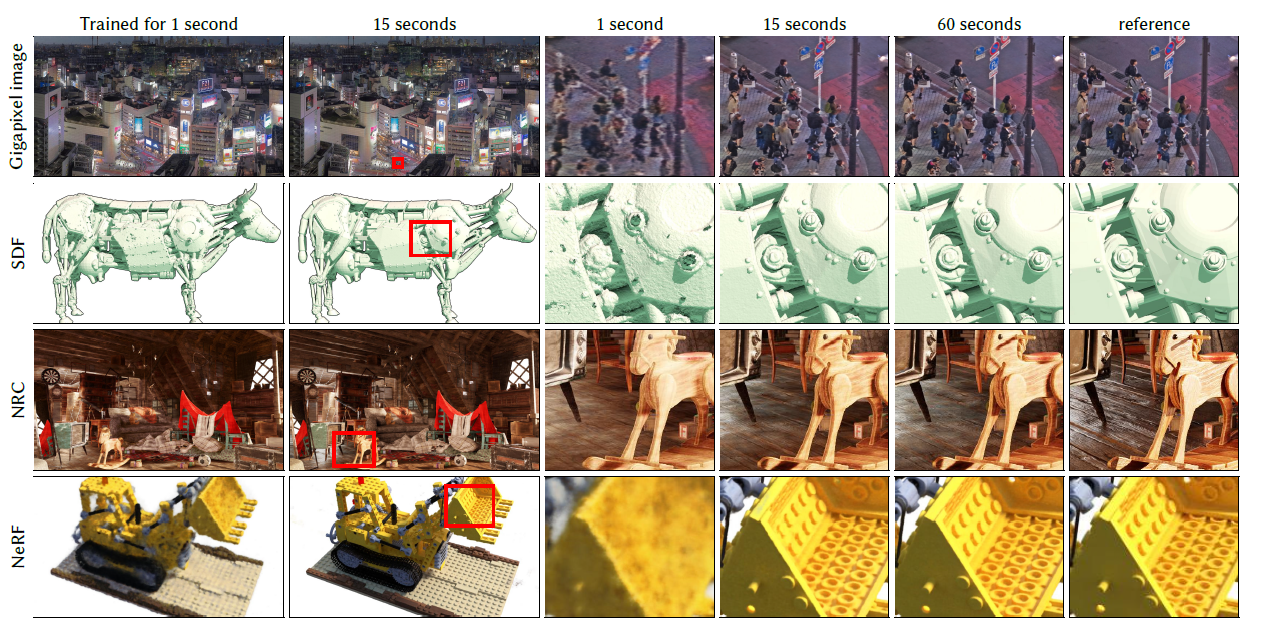 Trained for 1 second
15 seconds
1 second
15 seconds
60 seconds
reference
Gigapixel image
SDF
NRC
NeRF